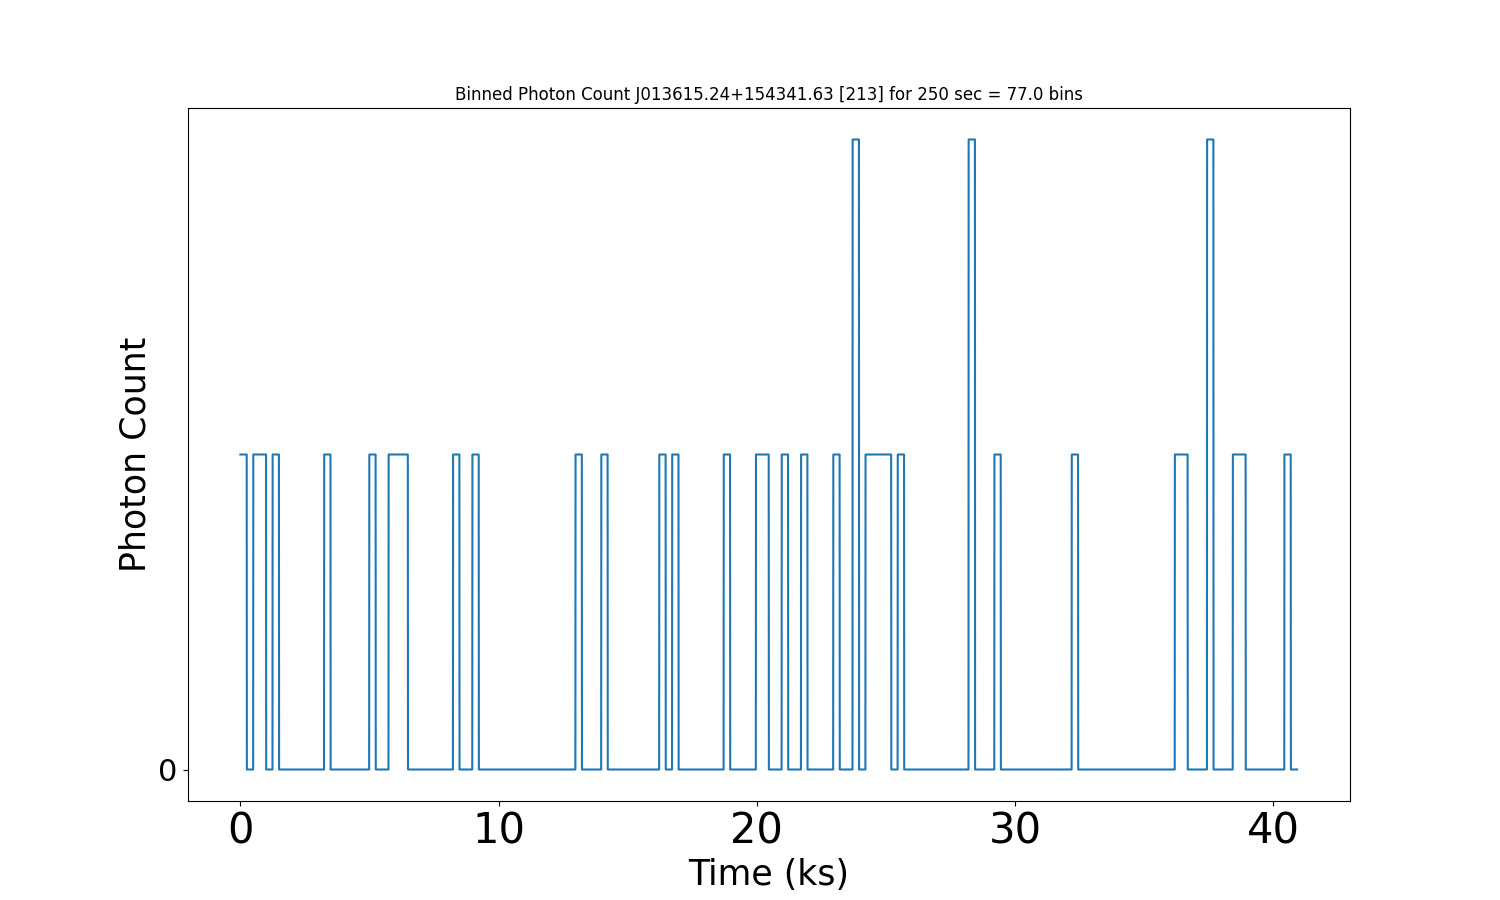 Binned Photon Count J013615.24+154341.63 [213] for 250 sec = 77.0 bins
Photon Count
0
0 10 20 30 40
Time (ks)